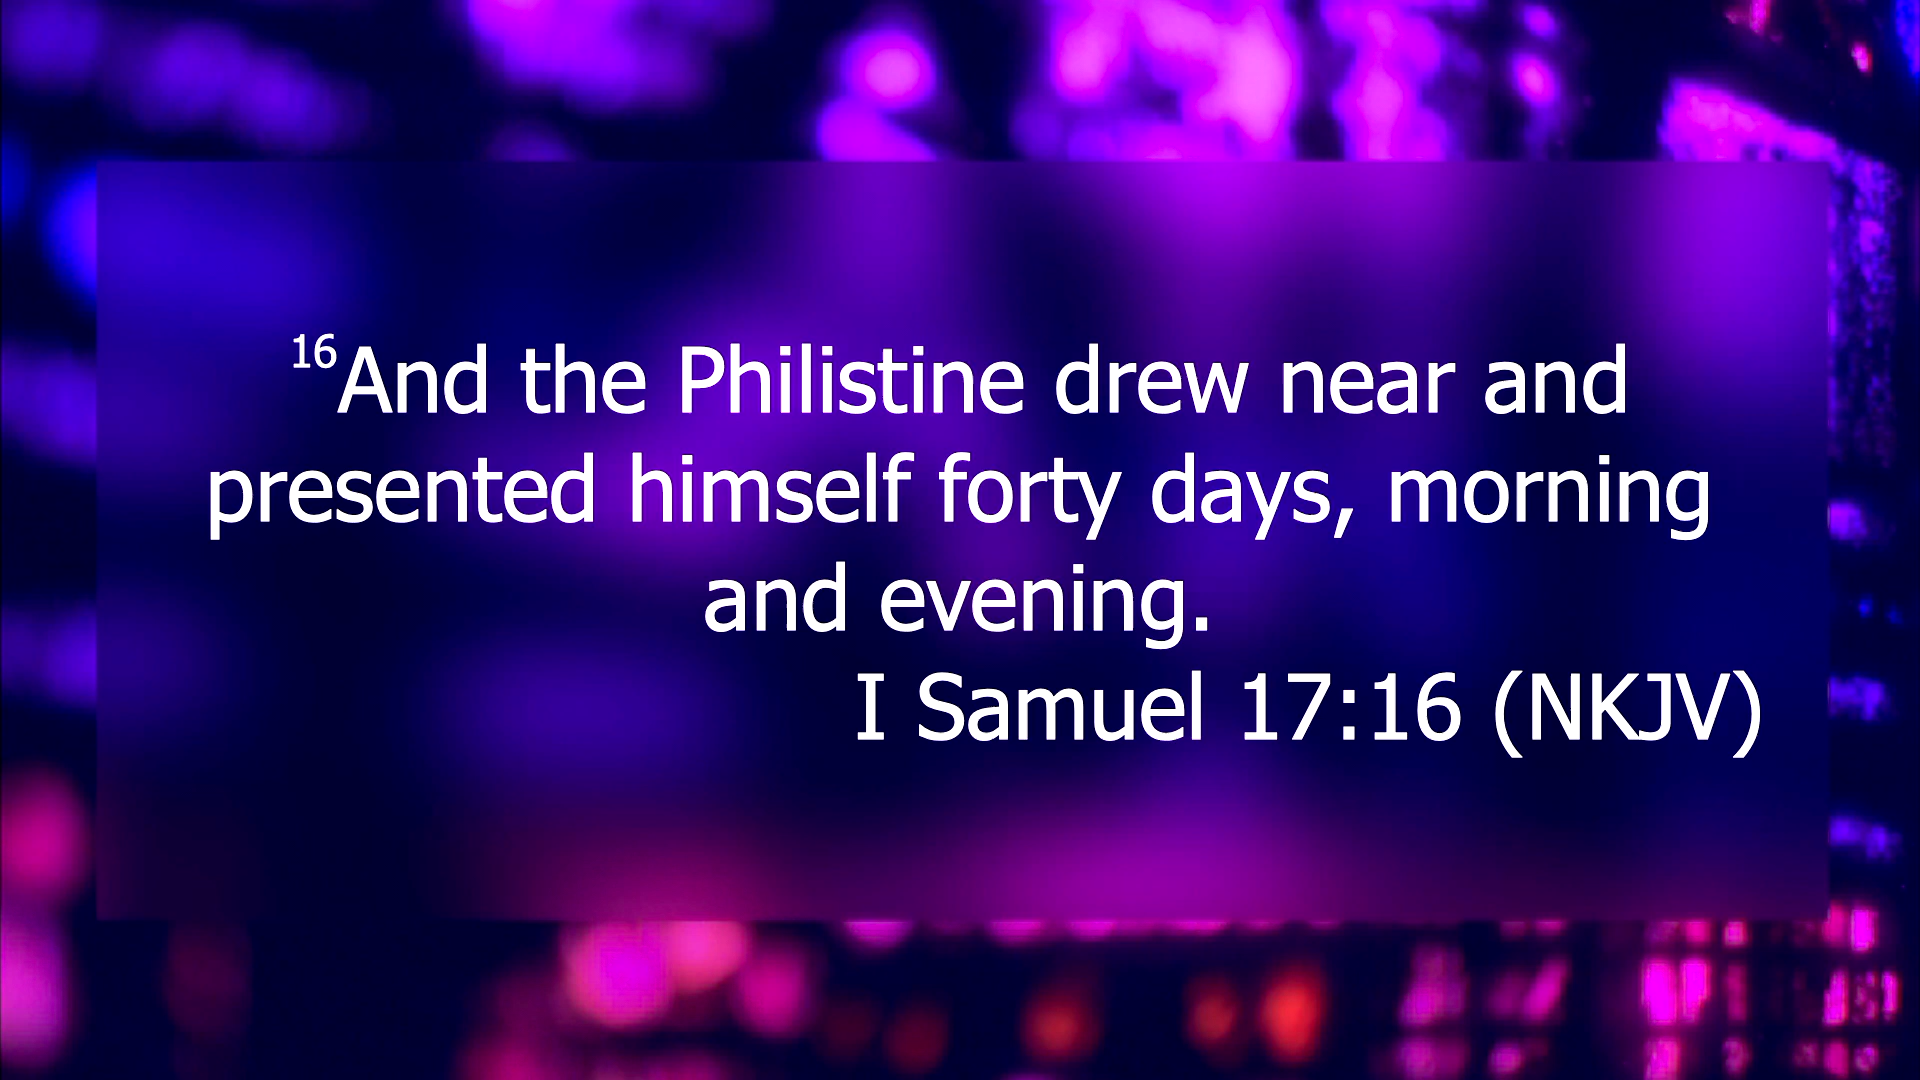 16And the Philistine drew near and
presented himself forty days, morning
and evening.
I Samuel 17:16 (NKJV)